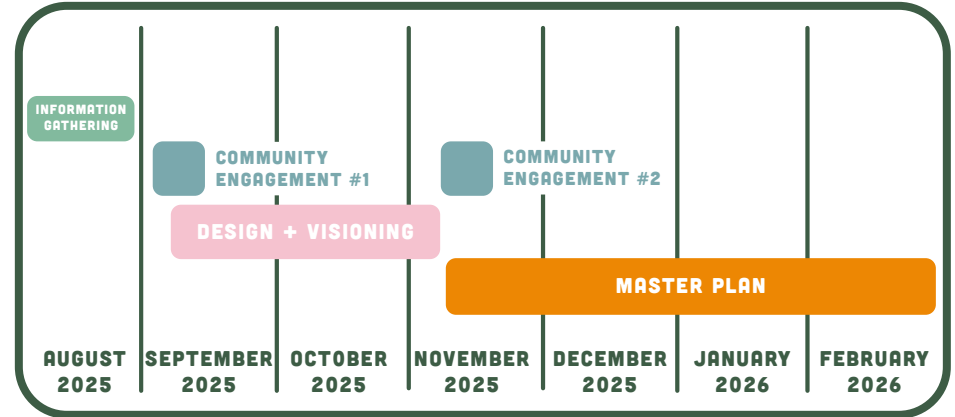 INFORMATION
GATHERING
COMMUNITY
ENGAGEMENT #1
COMMUNITY
ENGAGEMENT #2
DESIGN + VISIONING
MASTER PLAN
AUGUST
2025
SEPTEMBER
2025
OCTOBER
2025
NOVEMBER
2025
DECEMBER
2025
JANUARY
2026
FEBRUARY
2026